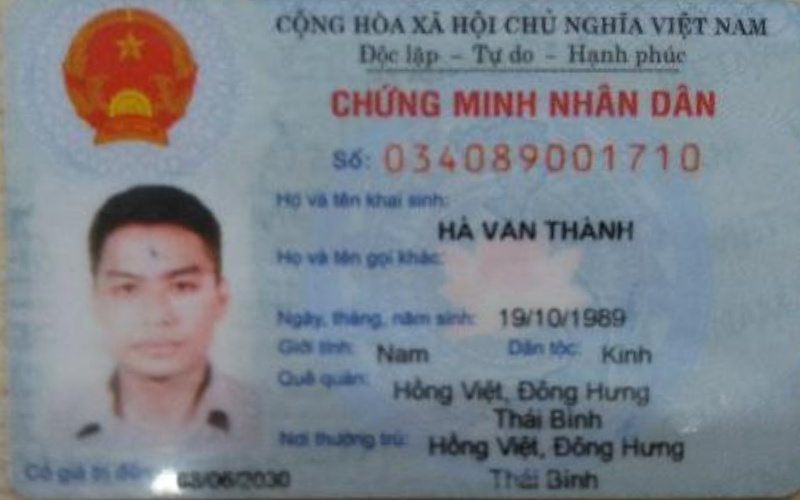 CỘNG HÒA XÃ HỘI CHỦ NGHĨA VIỆT NAM
Độc lập – Tự do – Hạnh phúc
CHỨNG MINH NHÂN DÂN
Số: 034089001710
Họ và tên khai sinh:
HÀ VĂN THÀNH
Họ và tên gọi khác:
Ngày, tháng, năm sinh: 19/10/1989
Giới tính: Nam Dân tộc: Kinh
Quê quán: Hồng Việt, Đông Hưng
Thái Bình
Nơi thường trú: Hồng Việt, Đông Hưng
Thái Bình
Có giá trị đến /06/2030